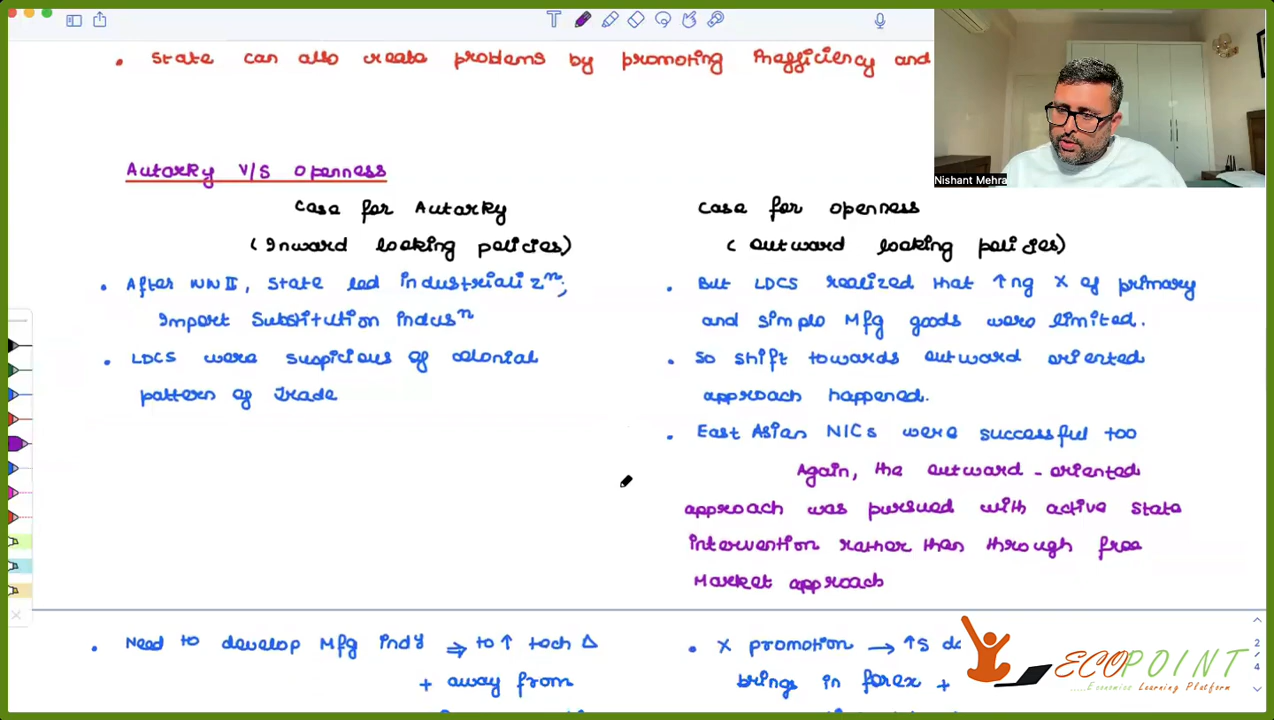 • State can also create problems by promoting Inefficiency and
Nishant Mehra
Autarky V/S Openness
Case for Autarky
(Inward looking policies)
• After WW II, State led industrializⁿ;
Import Substitution Indusⁿ
• LDCS were suspicious of colonial
pattern of Trade
Case for Openness
(Outward looking policies)
• But LDCS realized that ↑ng X of primary
and simple Mfg goods were limited.
• So shift towards outward oriented
approach happened.
• East Asian NICs were successful too
Again, the outward-oriented
approach was pursued with active State
intervention rather than through free
Market approach
• Need to develop Mfg indy ⇒ to ↑ tech Δ
+ away from
• X promotion → ↑S
brings in forex +
2
/
4
ECOPOINT
.....Economics Learning Platform